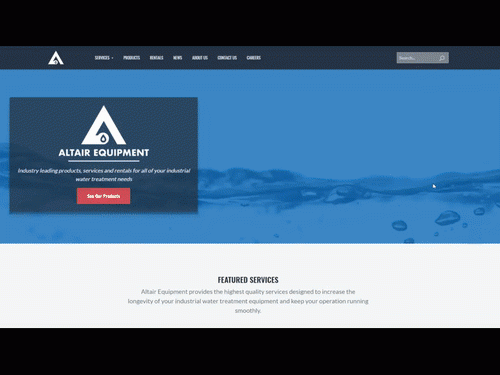 SERVICES PRODUCTS RENTALS NEWS ABOUT US CONTACT US CAREERS Search...
ALTAIR EQUIPMENT
Industry leading products, services and rentals for all of your industrial
water treatment needs
See Our Products
FEATURED SERVICES
Altair Equipment provides the highest quality services designed to increase the
longevity of your industrial water treatment equipment and keep your operation running
smoothly.